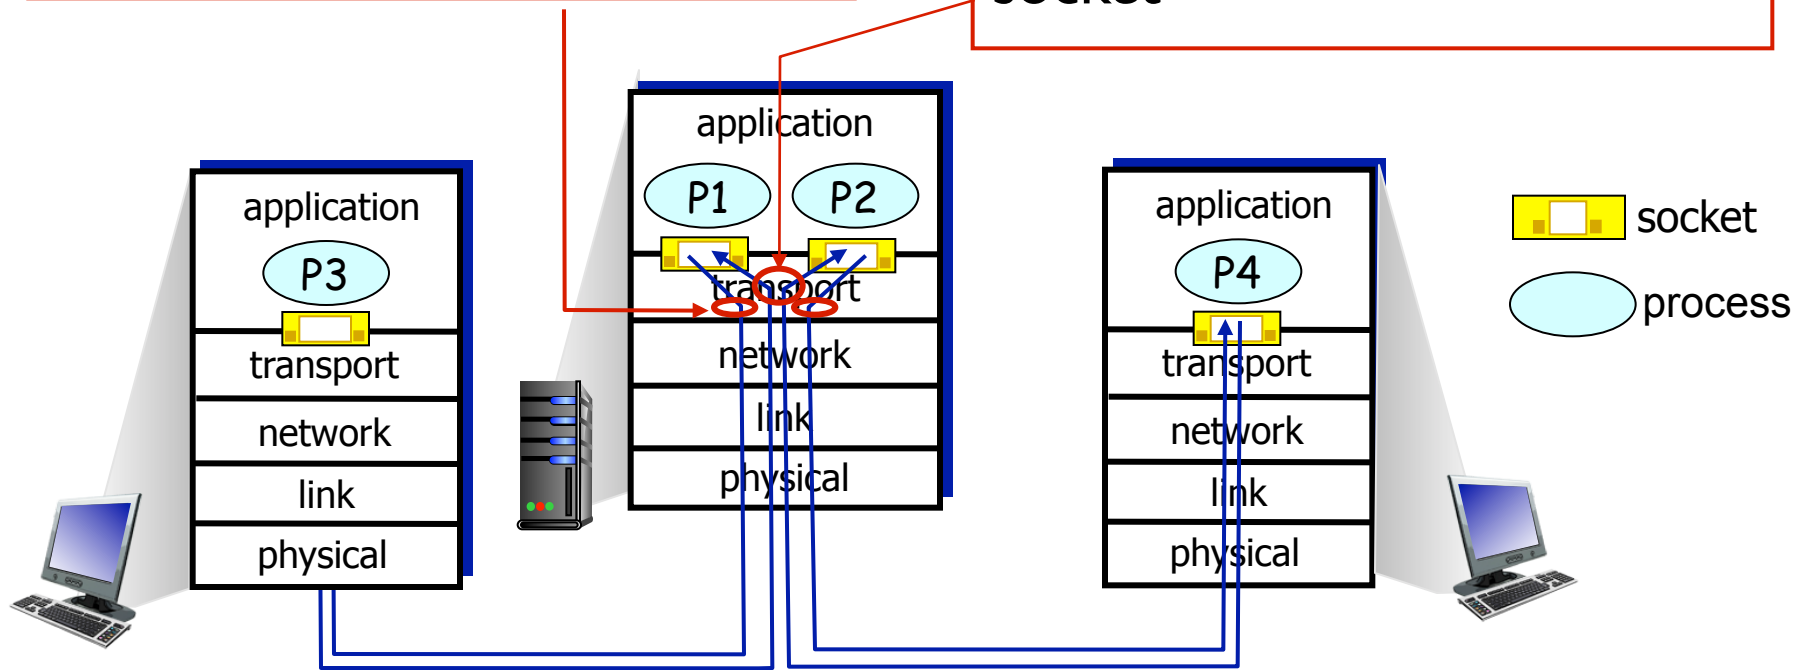 socket
application
P1
P2
transport
network
link
physical
application
P3
transport
network
link
physical
application
P4
transport
network
link
physical
socket
process